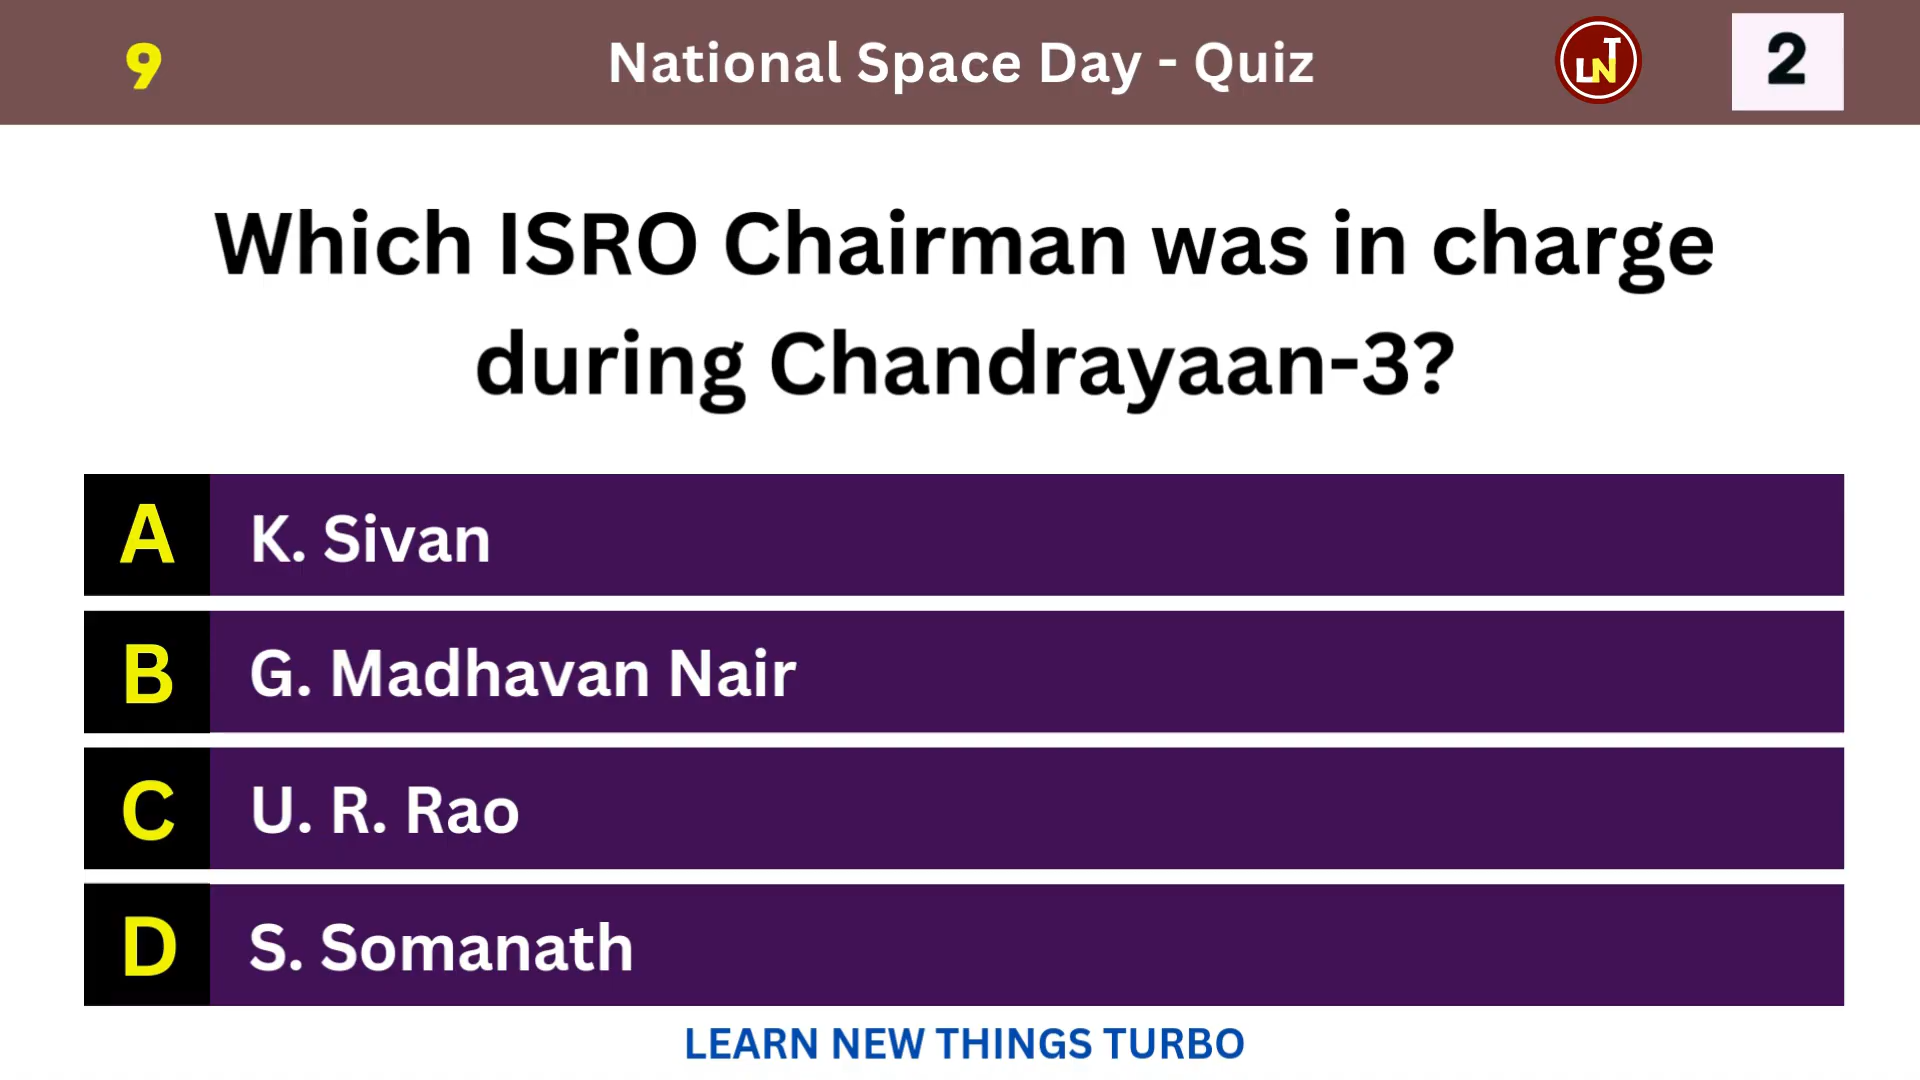 9
National Space Day - Quiz
LNT
2
Which ISRO Chairman was in charge
during Chandrayaan-3?
A K. Sivan
B G. Madhavan Nair
C U. R. Rao
D S. Somanath
LEARN NEW THINGS TURBO